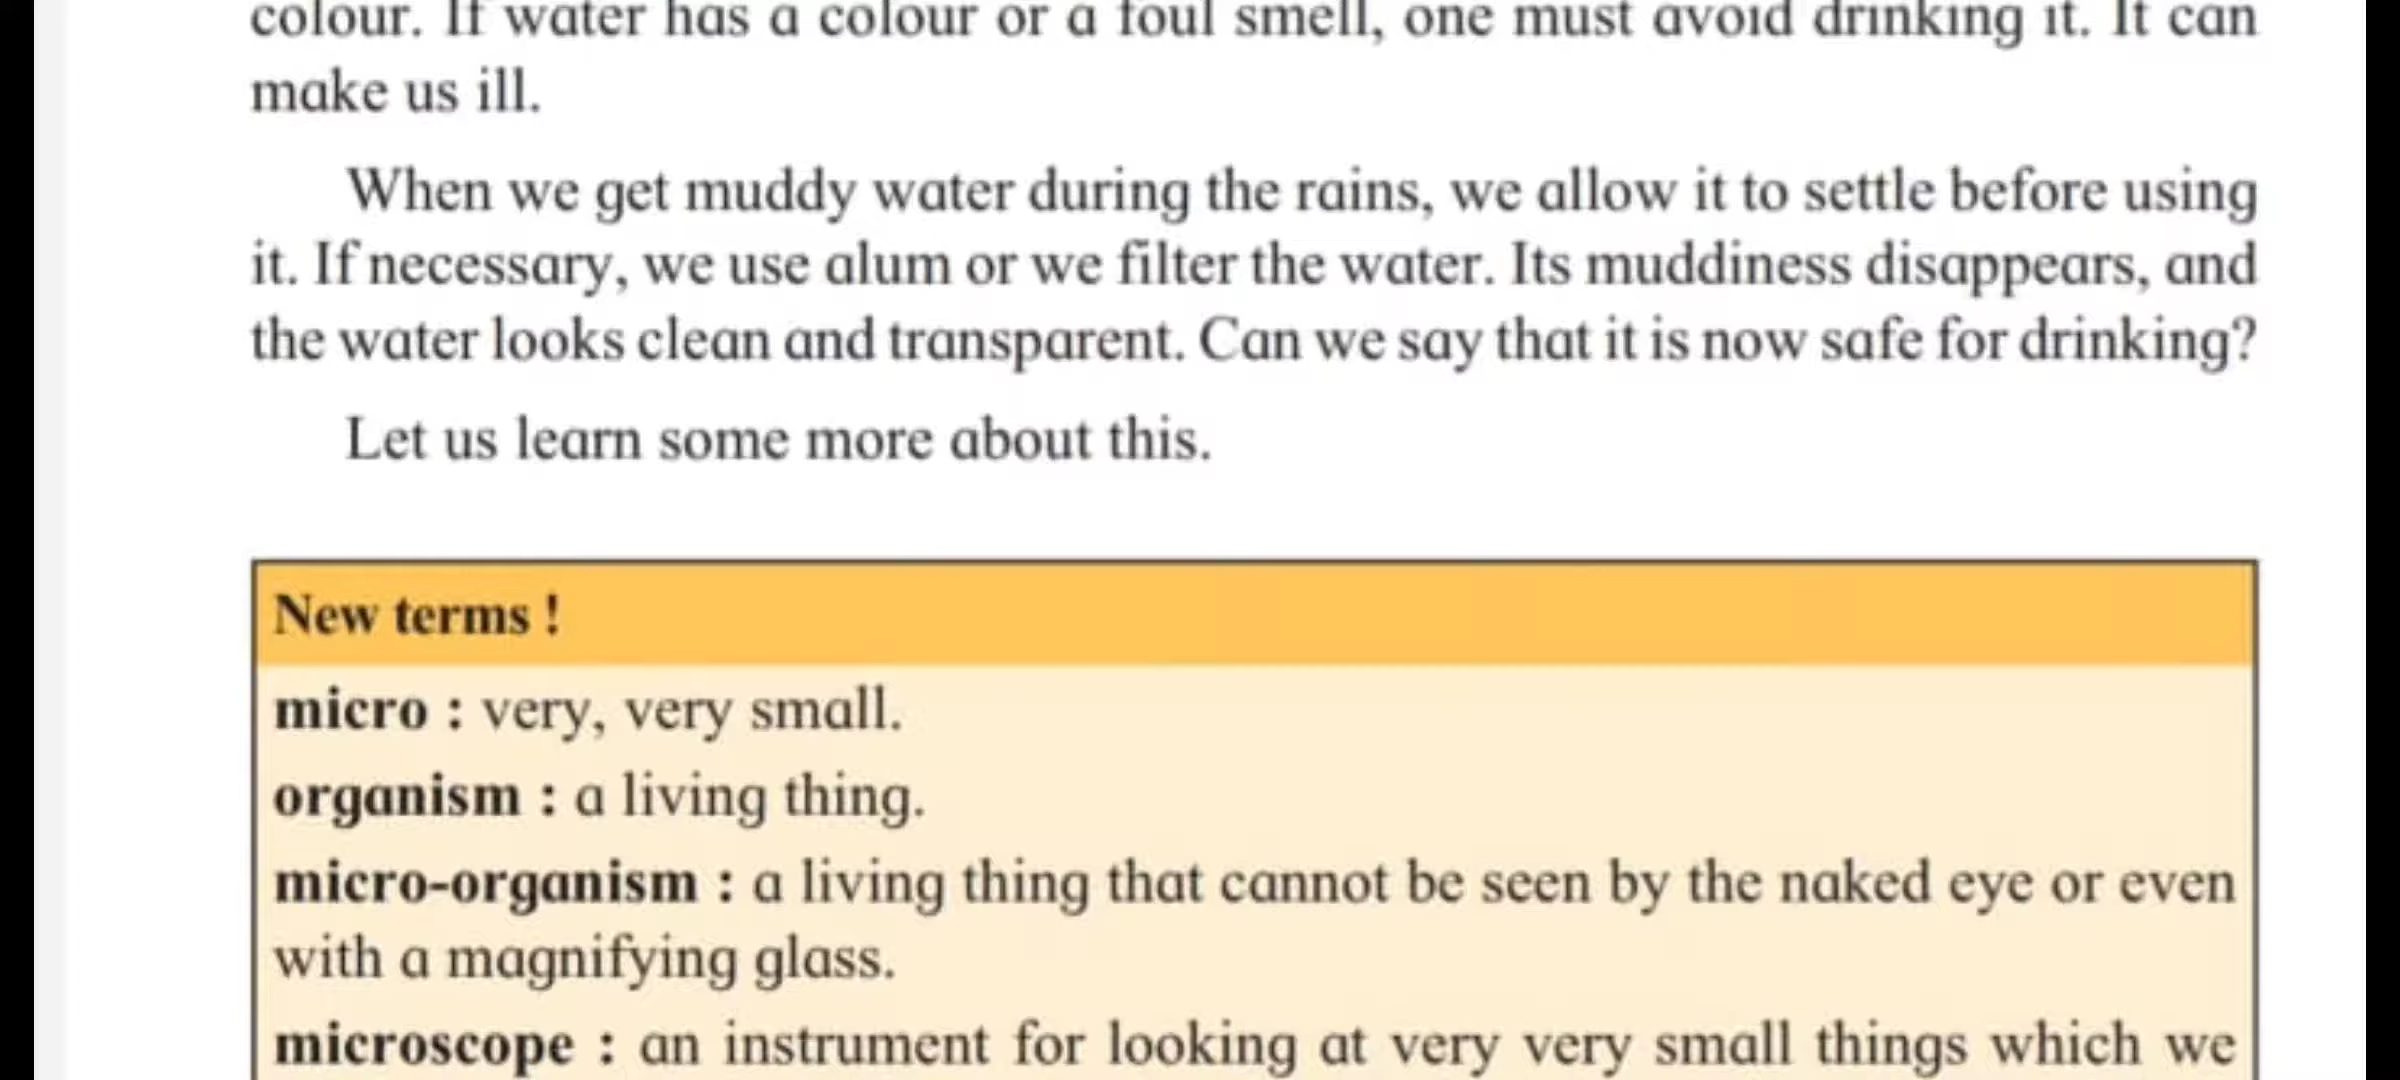 colour. If water has a colour or a foul smell, one must avoid drinking it. It can
make us ill.
When we get muddy water during the rains, we allow it to settle before using
it. If necessary, we use alum or we filter the water. Its muddiness disappears, and
the water looks clean and transparent. Can we say that it is now safe for drinking?
Let us learn some more about this.
New terms !
micro : very, very small.
organism : a living thing.
micro-organism : a living thing that cannot be seen by the naked eye or even
with a magnifying glass.
microscope : an instrument for looking at very very small things which we